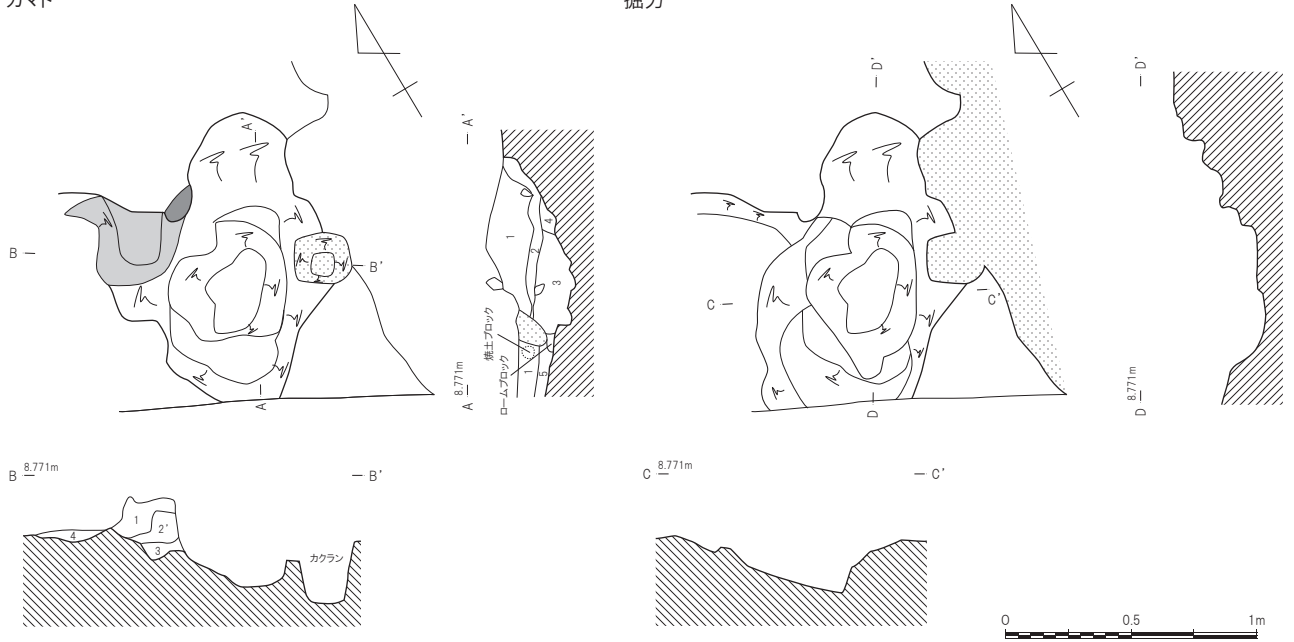 カマド
掘方
A'
D'
D'
A'
B
B'
1
2
3
4
5
1
焼土ブロック
ロームブロック
C
C'
A
A 8.771m
D
D 8.771m
B 8.771m
B'
C 8.771m
C'
1
2'
3
4
カクラン
0 0.5 1m